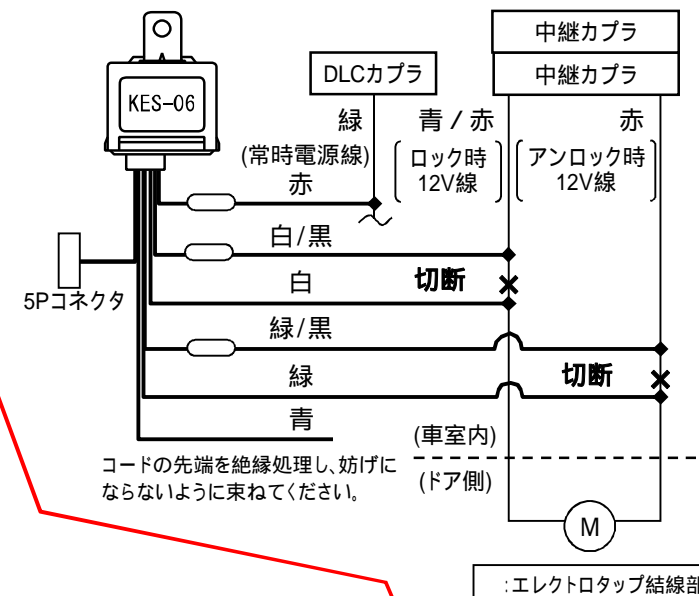 中継カプラ
DLCカプラ
中継カプラ
KES-06
緑
青/赤
赤
(常時電源線)
ロック時
12V線
アンロック時
12V線
赤
白/黒
白
切断
5Pコネクタ
緑/黒
緑
切断
青
(車室内)
コードの先端を絶縁処理し、妨げに
ならないように束ねてください。
(ドア側)
M
:エレクトロタップ結線部